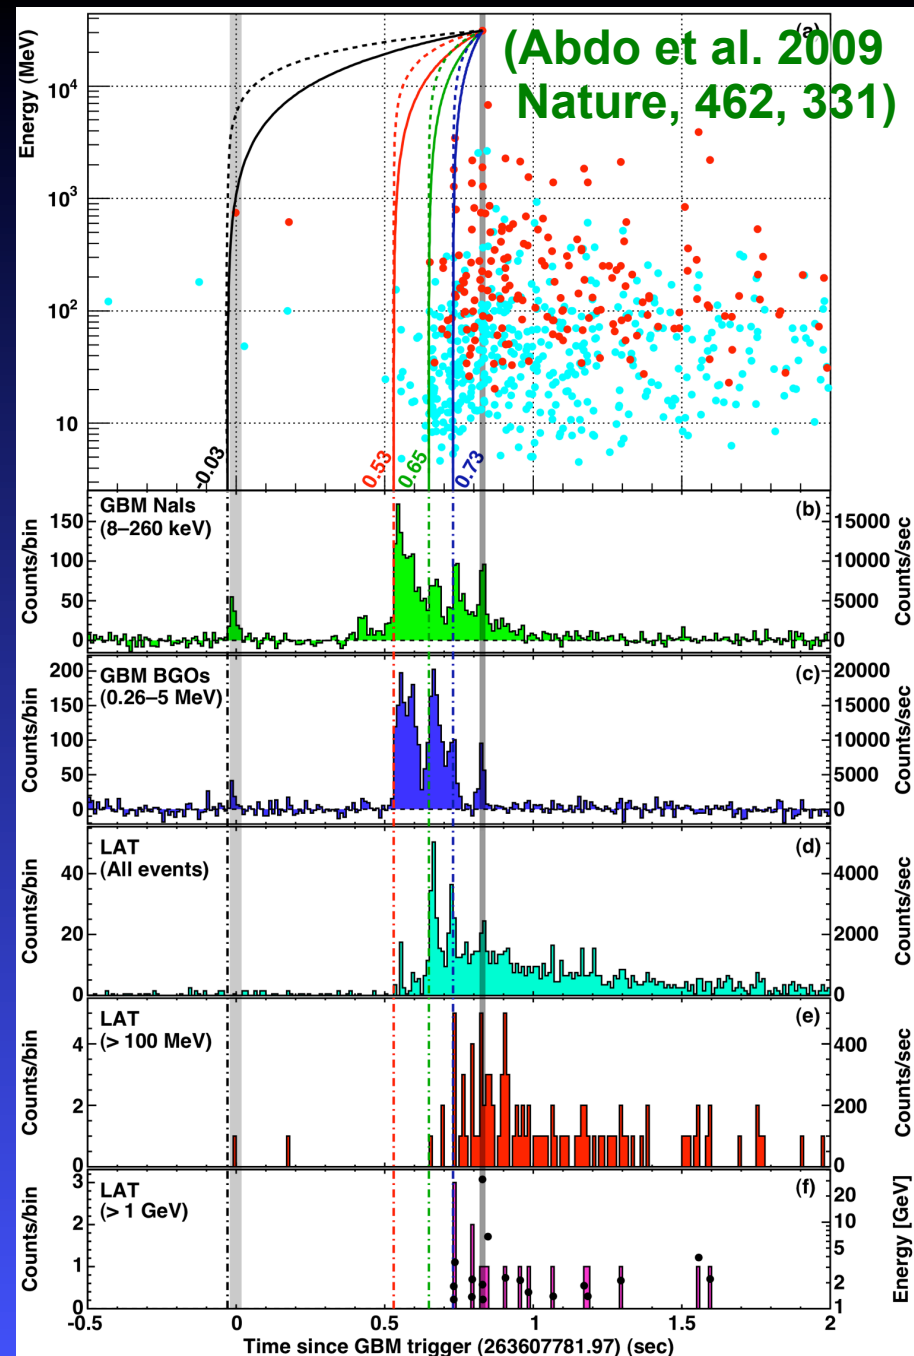 (a)
(Abdo et al. 2009
Nature, 462, 331)
Energy (MeV)
10⁴
10³
10²
10
-0.03
0.53
0.65
0.73
GBM NaIs
(8–260 keV)
(b)
Counts/bin
150
100
50
0
15000
10000
5000
0
Counts/sec
GBM BGOs
(0.26–5 MeV)
(c)
Counts/bin
200
150
100
50
0
20000
15000
10000
5000
0
Counts/sec
LAT
(All events)
(d)
Counts/bin
40
20
0
4000
2000
0
Counts/sec
LAT
(> 100 MeV)
(e)
Counts/bin
4
2
0
400
200
0
Counts/sec
LAT
(> 1 GeV)
(f)
Counts/bin
3
2
1
0
20
10
5
2
1
Energy [GeV]
-0.5 0 0.5 1 1.5 2
Time since GBM trigger (263607781.97) (sec)